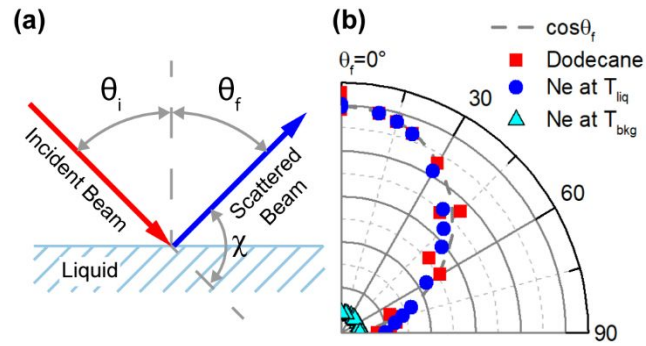 (a)
θi
θf
Incident Beam
Scattered
Beam
χ
Liquid
(b)
cosθf
Dodecane
Ne at Tliq
Ne at Tbkg
θf=0°
30
60
90